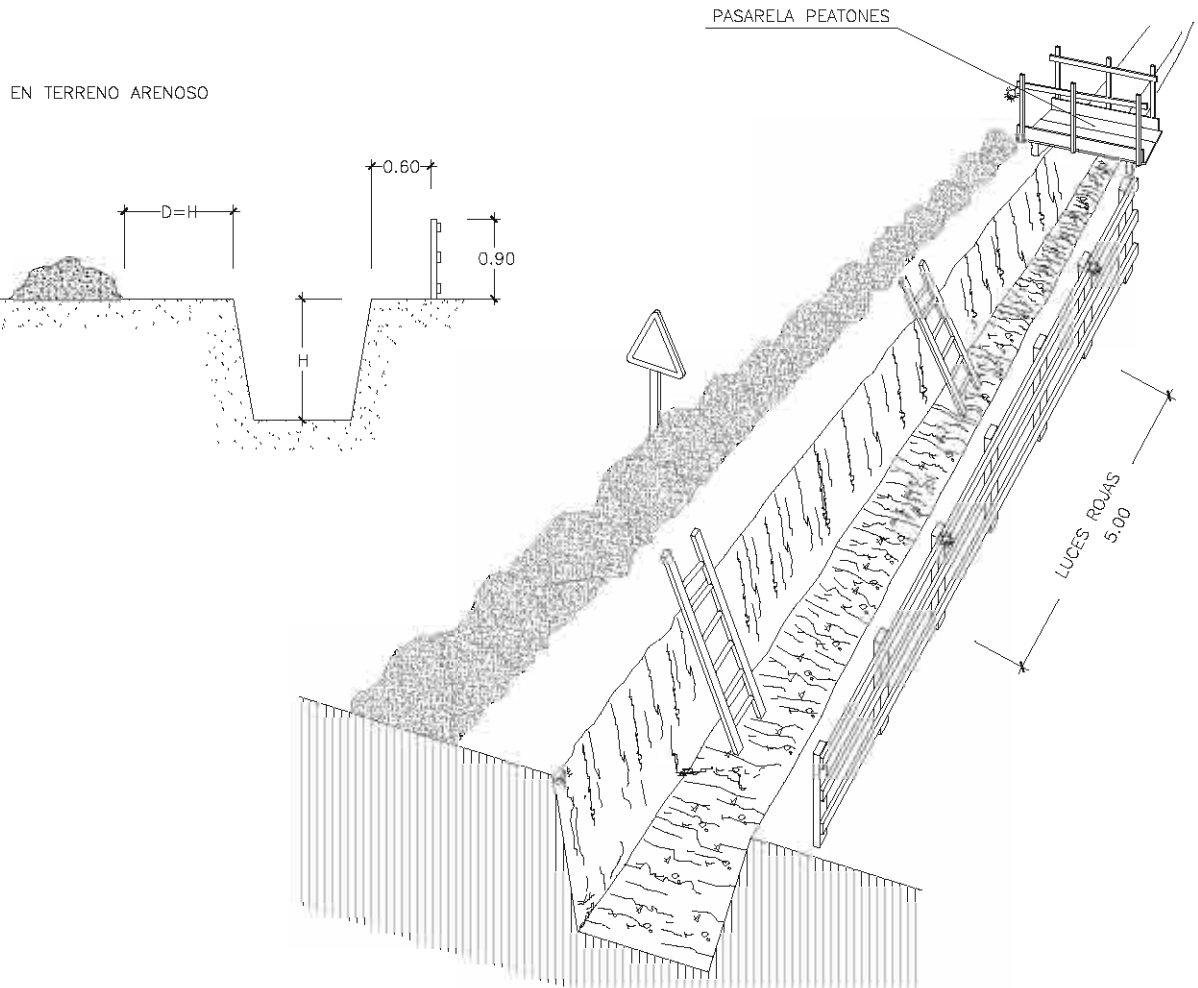 PASARELA PEATONES
EN TERRENO ARENOSO
0.60
D=H
0.90
H
LUCES ROJAS
5.00